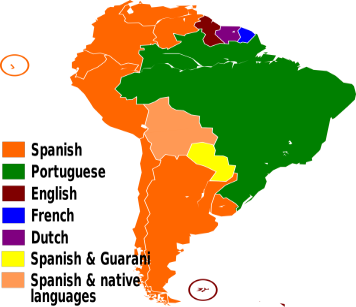 Spanish
Portuguese
English
French
Dutch
Spanish & Guarani
Spanish & native
languages